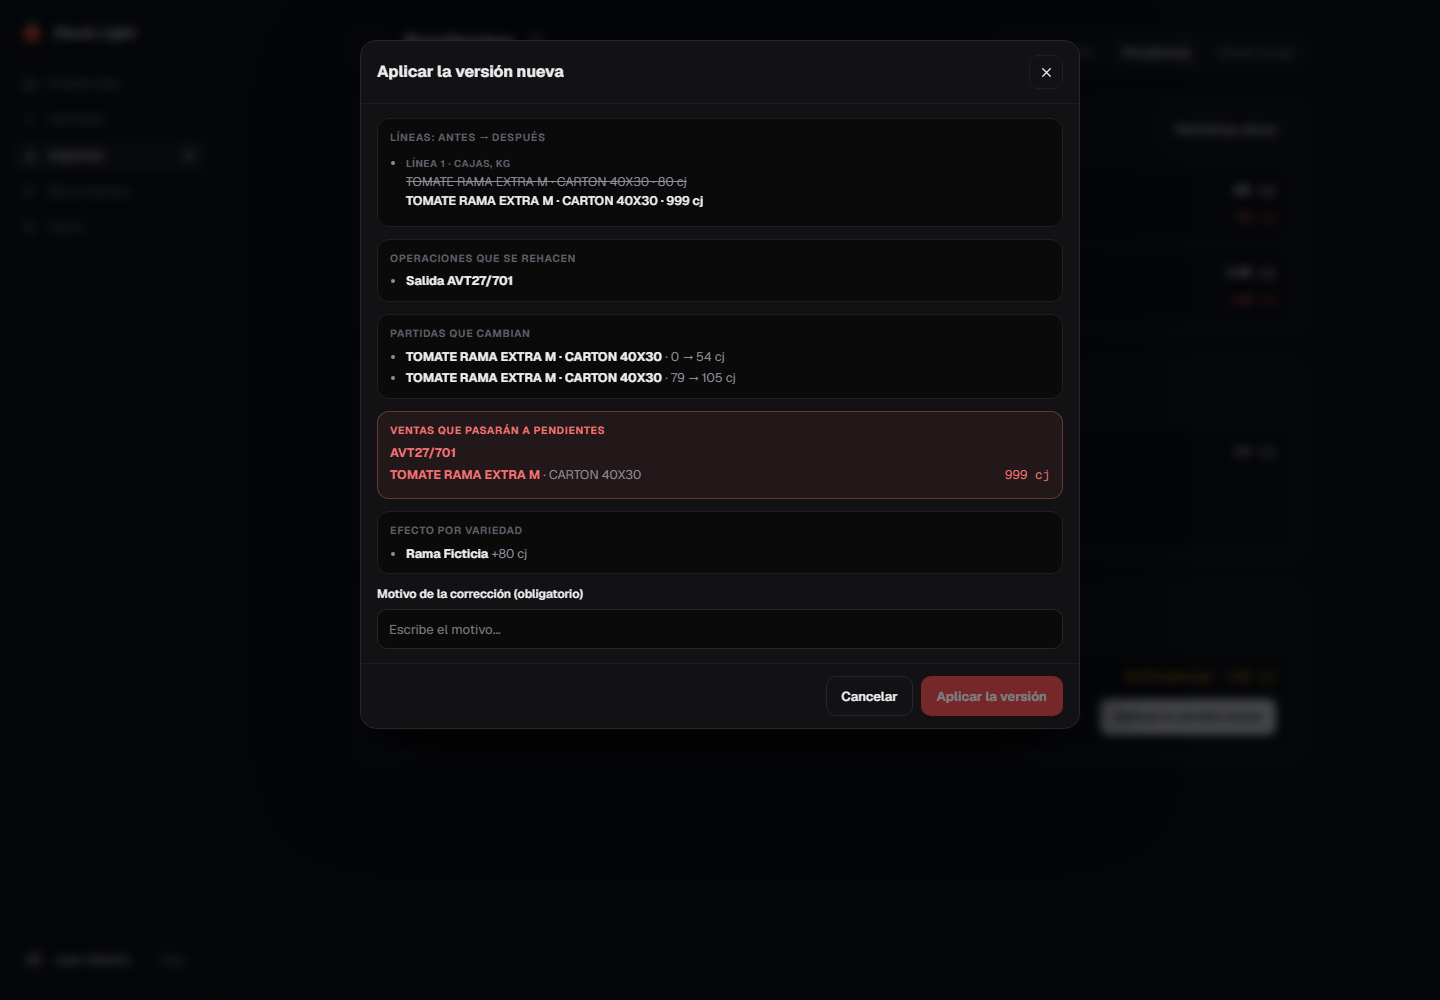 Aplicar la versión nueva
LÍNEAS: ANTES → DESPUÉS
LÍNEA 1 · CAJAS, KG
TOMATE RAMA EXTRA M · CARTON 40X30 · 80 cj
TOMATE RAMA EXTRA M · CARTON 40X30 · 999 cj
OPERACIONES QUE SE REHACEN
Salida AVT27/701
PARTIDAS QUE CAMBIAN
TOMATE RAMA EXTRA M · CARTON 40X30 · 0 → 54 cj
TOMATE RAMA EXTRA M · CARTON 40X30 · 79 → 105 cj
VENTAS QUE PASARÁN A PENDIENTES
AVT27/701
TOMATE RAMA EXTRA M · CARTON 40X30 999 cj
EFECTO POR VARIEDAD
Rama Ficticia +80 cj
Motivo de la corrección (obligatorio)
Escribe el motivo...
Cancelar
Aplicar la versión